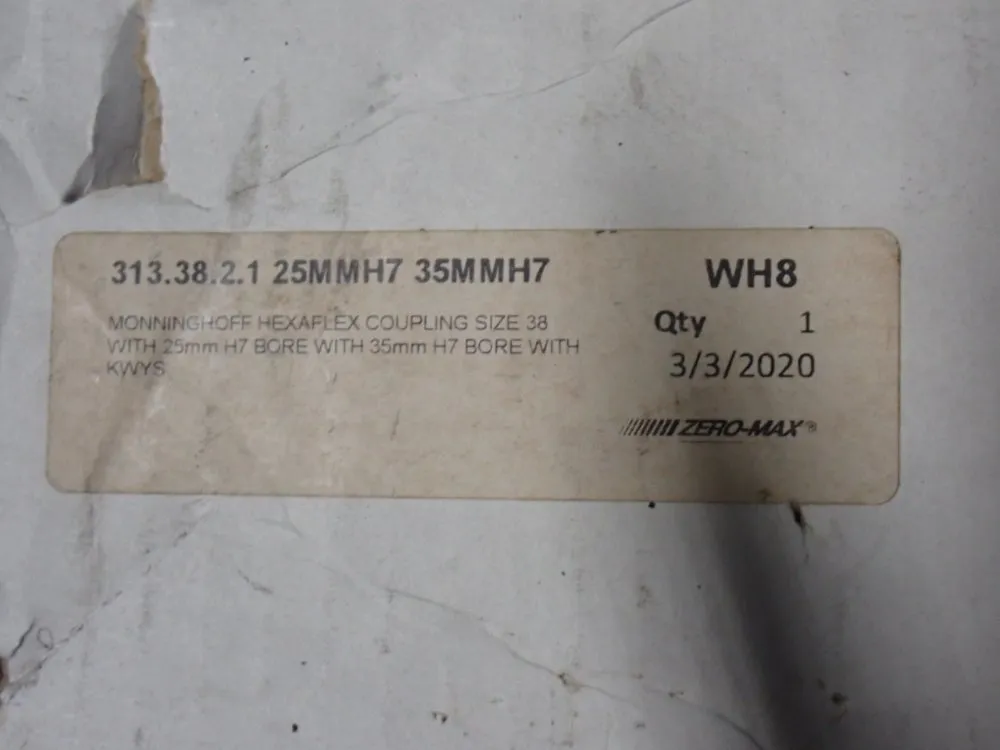 313.38.2.1 25MMH7 35MMH7
MONNINGHOFF HEXAFLEX COUPLING SIZE 38
WITH 25mm H7 BORE WITH 35mm H7 BORE WITH
KWYS
WH8
Qty 1
3/3/2020
ZERO-MAX®